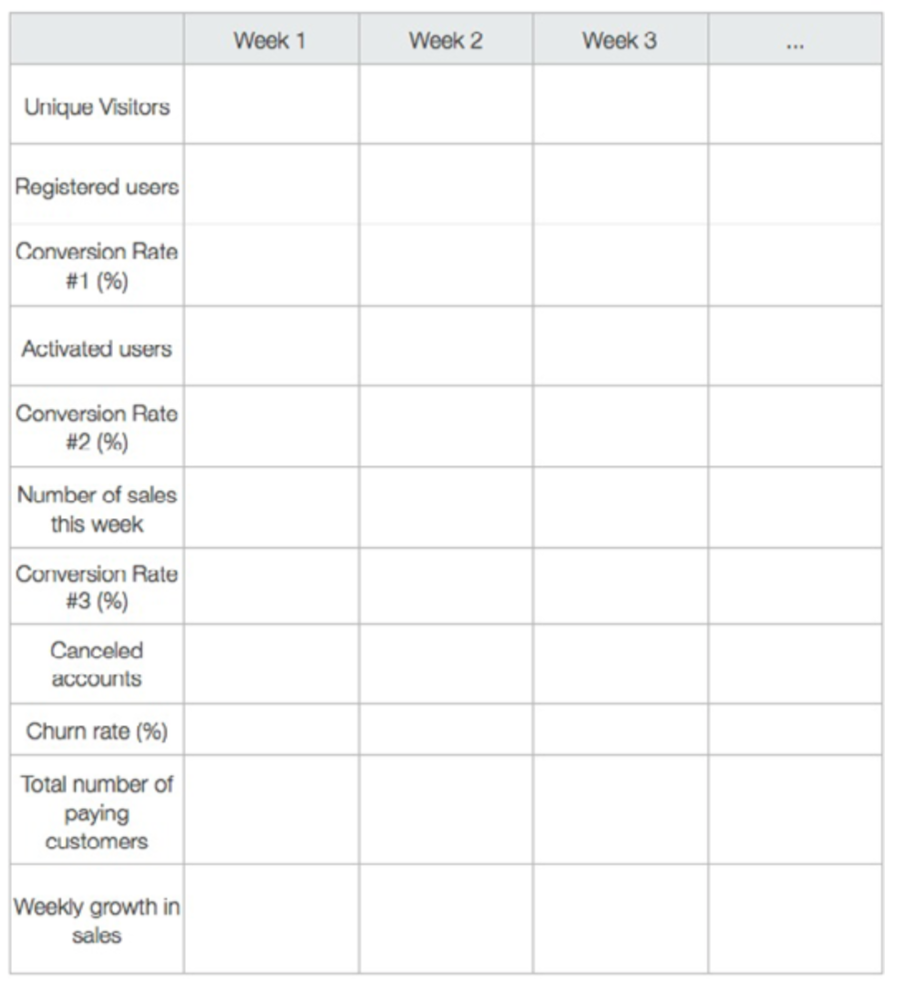 Week 1
Week 2
Week 3
...
Unique Visitors
Registered users
Conversion Rate
#1 (%)
Activated users
Conversion Rate
#2 (%)
Number of sales
this week
Conversion Rate
#3 (%)
Canceled
accounts
Churn rate (%)
Total number of
paying
customers
Weekly growth in
sales